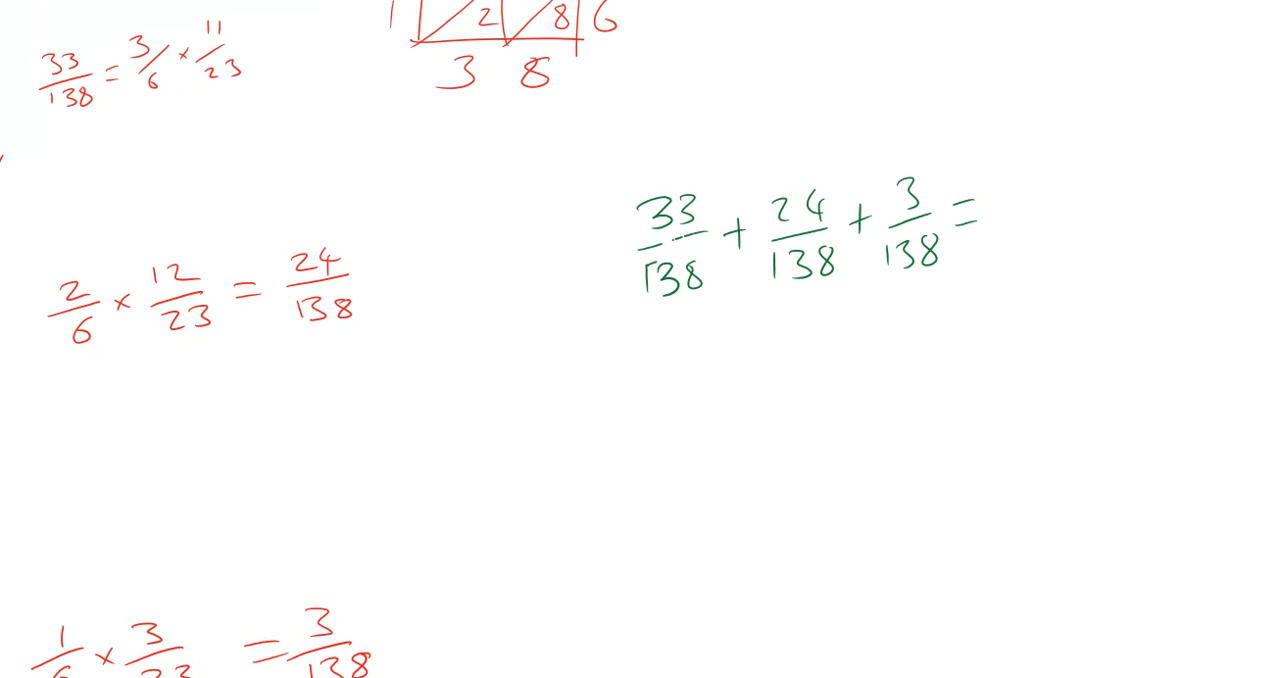 1 2 8 6
3 8
33/138 = 3/6 × 11/23
33/138 + 24/138 + 3/138 =
2/6 × 12/23 = 24/138
1/6 × 3/23 = 3/138